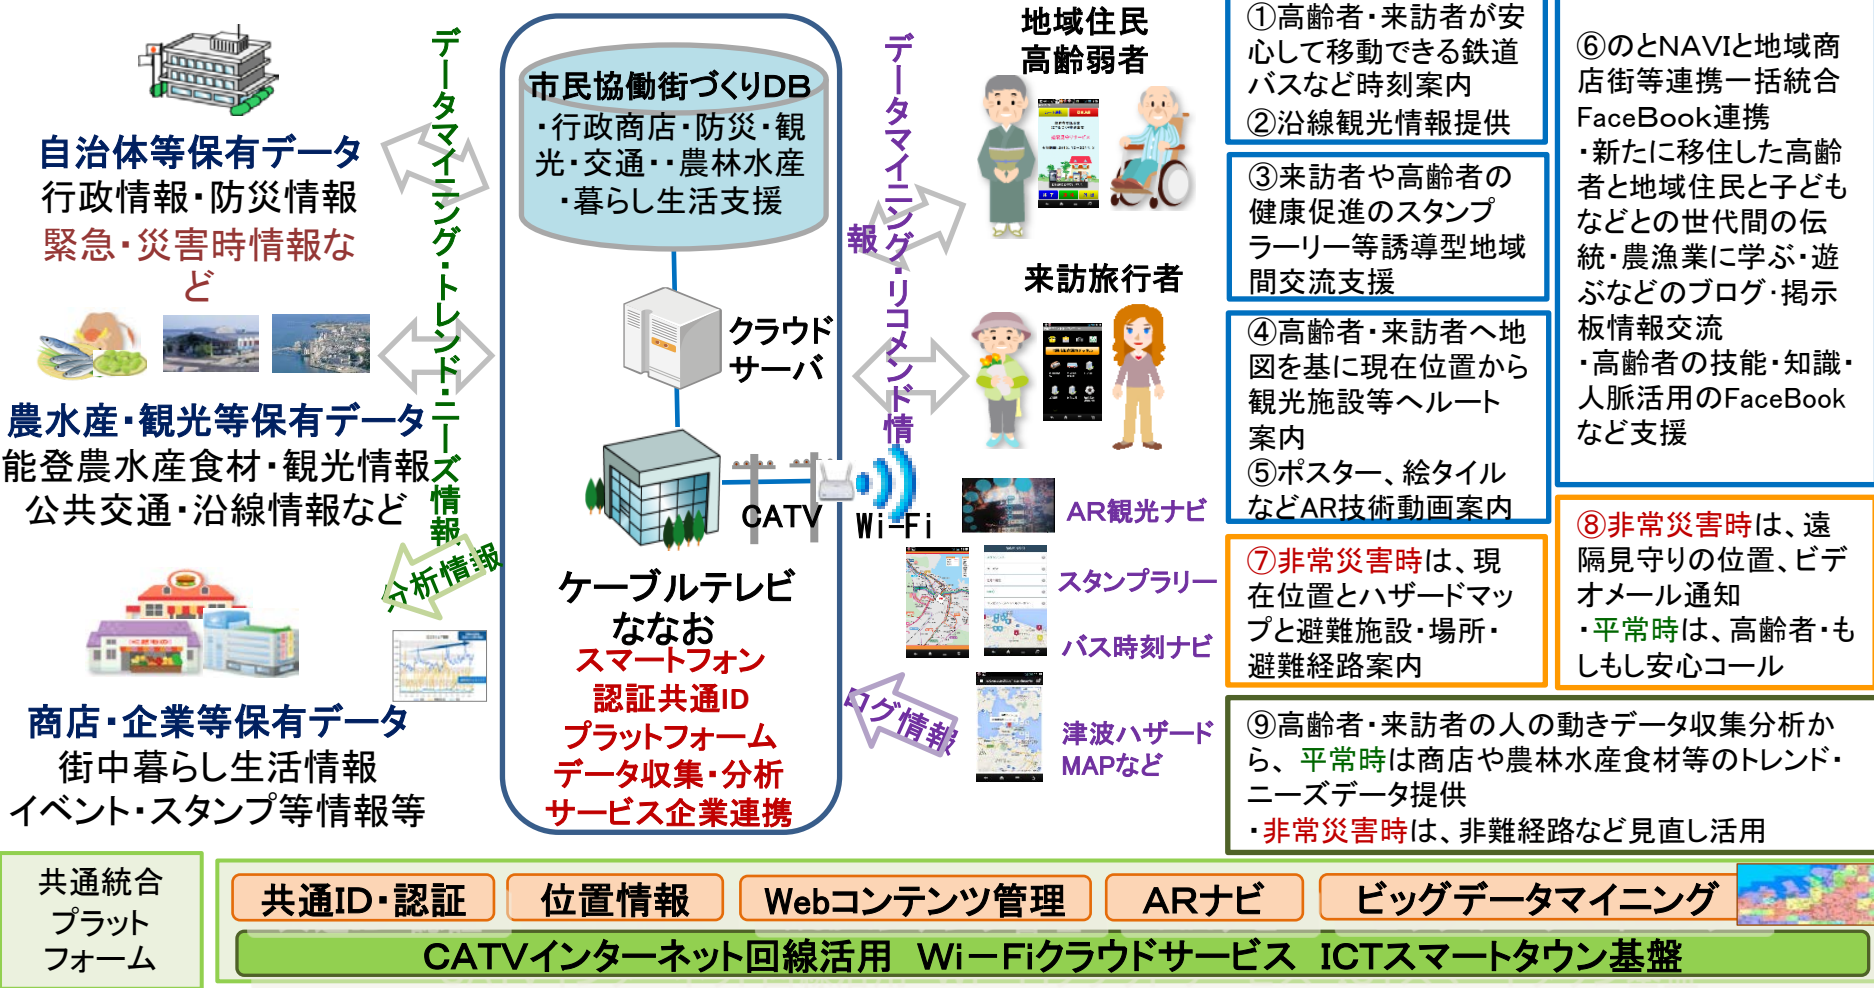 自治体等保有データ
行政情報・防災情報
緊急・災害時情報な
ど
農水産・観光等保有データ
能登農水産食材・観光情報
公共交通・沿線情報など
商店・企業等保有データ
街中暮らし生活情報
イベント・スタンプ等情報等
データマイニング・トレンド・ニーズ情報
分析情報
市民協働街づくりDB
・行政商店・防災・観
光・交通・・農林水産
・暮らし生活支援
クラウド
サーバ
CATV
Wi-Fi
ケーブルテレビ
ななお
スマートフォン
認証共通ID
プラットフォーム
データ収集・分析
サービス企業連携
データマイニング・リコメンド情
報
ログ情報
地域住民
高齢弱者
来訪旅行者
AR観光ナビ
スタンプラリー
バス時刻ナビ
津波ハザード
MAPなど
①高齢者・来訪者が安
心して移動できる鉄道
バスなど時刻案内
②沿線観光情報提供
③来訪者や高齢者の
健康促進のスタンプ
ラーリー等誘導型地域
間交流支援
④高齢者・来訪者へ地
図を基に現在位置から
観光施設等へルート
案内
⑤ポスター、絵タイル
などAR技術動画案内
⑥のとNAVIと地域商
店街等連携一括統合
FaceBook連携
・新たに移住した高齢
者と地域住民と子ども
などとの世代間の伝
統・農漁業に学ぶ・遊
ぶなどのブログ・掲示
板情報交流
・高齢者の技能・知識・
人脈活用のFaceBook
など支援
⑦非常災害時は、現
在位置とハザードマッ
プと避難施設・場所・
避難経路案内
⑧非常災害時は、遠
隔見守りの位置、ビデ
オメール通知
・平常時は、高齢者・も
しもし安心コール
⑨高齢者・来訪者の人の動きデータ収集分析か
ら、平常時は商店や農林水産食材等のトレンド・
ニーズデータ提供
・非常災害時は、非難経路など見直し活用
共通統合
プラット
フォーム
共通ID・認証
位置情報
Webコンテンツ管理
ARナビ
ビッグデータマイニング
CATVインターネット回線活用 Wi-Fiクラウドサービス ICTスマートタウン基盤